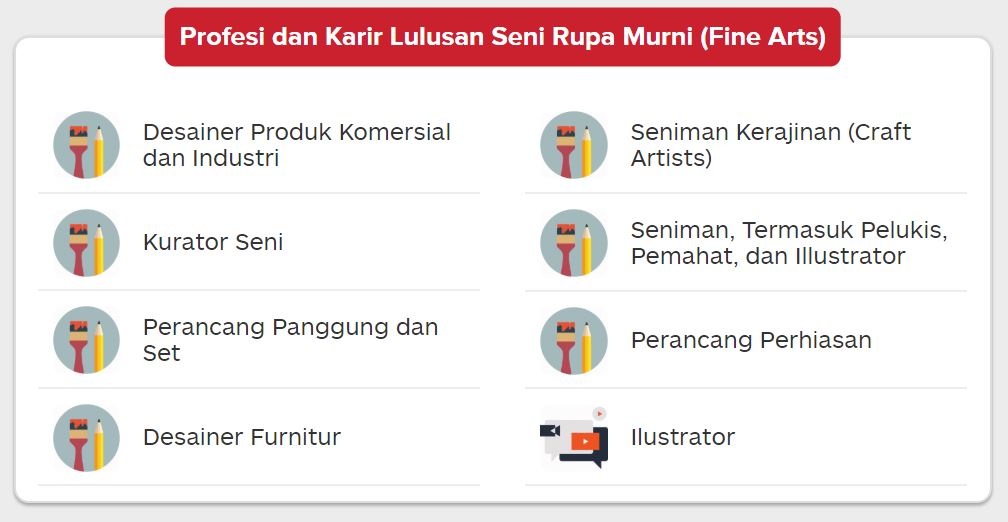 Profesi dan Karir Lulusan Seni Rupa Murni (Fine Arts)
Desainer Produk Komersial
dan Industri
Seniman Kerajinan (Craft
Artists)
Kurator Seni
Seniman, Termasuk Pelukis,
Pemahat, dan Illustrator
Perancang Panggung dan
Set
Perancang Perhiasan
Desainer Furnitur
Ilustrator